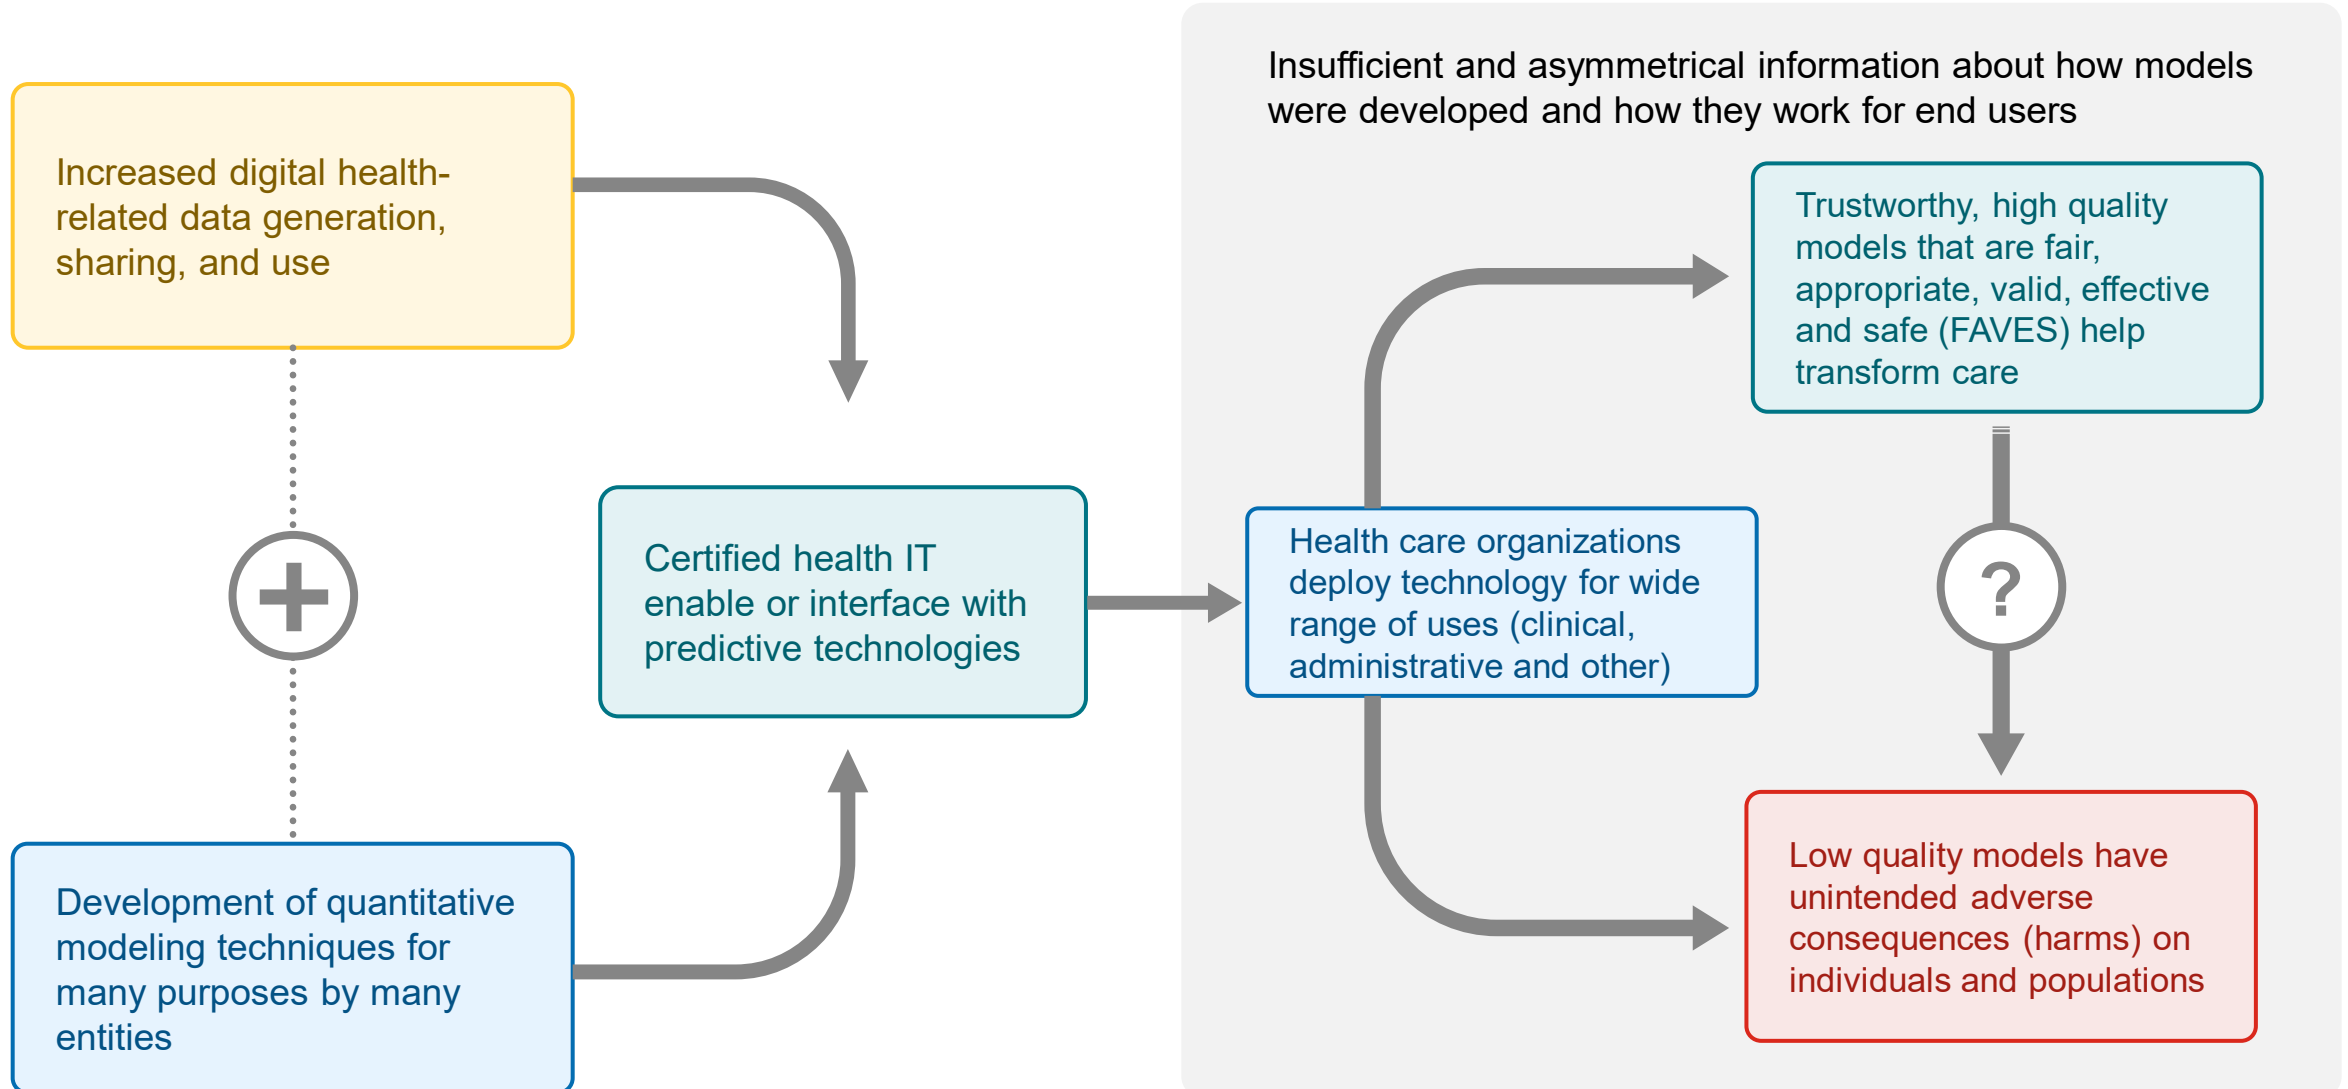 Insufficient and asymmetrical information about how models
were developed and how they work for end users
Increased digital health-
related data generation,
sharing, and use
+
Development of quantitative
modeling techniques for
many purposes by many
entities
Certified health IT
enable or interface with
predictive technologies
Health care organizations
deploy technology for wide
range of uses (clinical,
administrative and other)
Trustworthy, high quality
models that are fair,
appropriate, valid, effective
and safe (FAVES) help
transform care
?
Low quality models have
unintended adverse
consequences (harms) on
individuals and populations